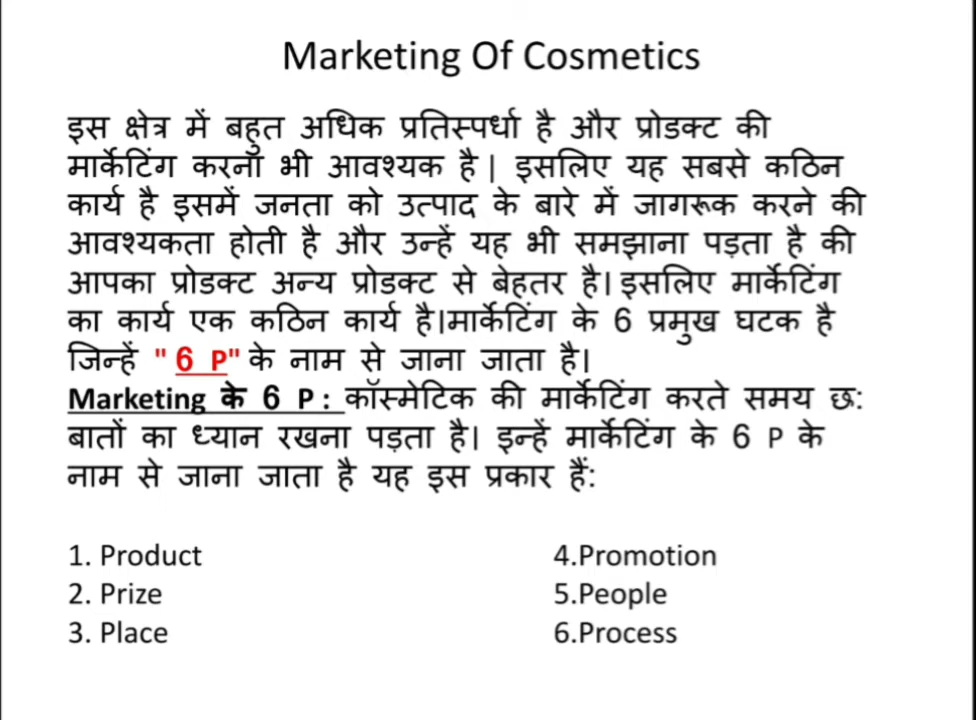 Marketing Of Cosmetics
इस क्षेत्र में बहुत अधिक प्रतिस्पर्धा है और प्रोडक्ट की
मार्केटिंग करना भी आवश्यक है| इसलिए यह सबसे कठिन
कार्य है इसमें जनता को उत्पाद के बारे में जागरूक करने की
आवश्यकता होती है और उन्हें यह भी समझाना पड़ता है की
आपका प्रोडक्ट अन्य प्रोडक्ट से बेहतर है। इसलिए मार्केटिंग
का कार्य एक कठिन कार्य है।मार्केटिंग के 6 प्रमुख घटक है
जिन्हें "6 P" के नाम से जाना जाता है।
Marketing के 6 P: कॉस्मेटिक की मार्केटिंग करते समय छ:
बातों का ध्यान रखना पड़ता है। इन्हें मार्केटिंग के 6 P के
नाम से जाना जाता है यह इस प्रकार हैं:
1. Product
2. Prize
3. Place
4.Promotion
5.People
6.Process